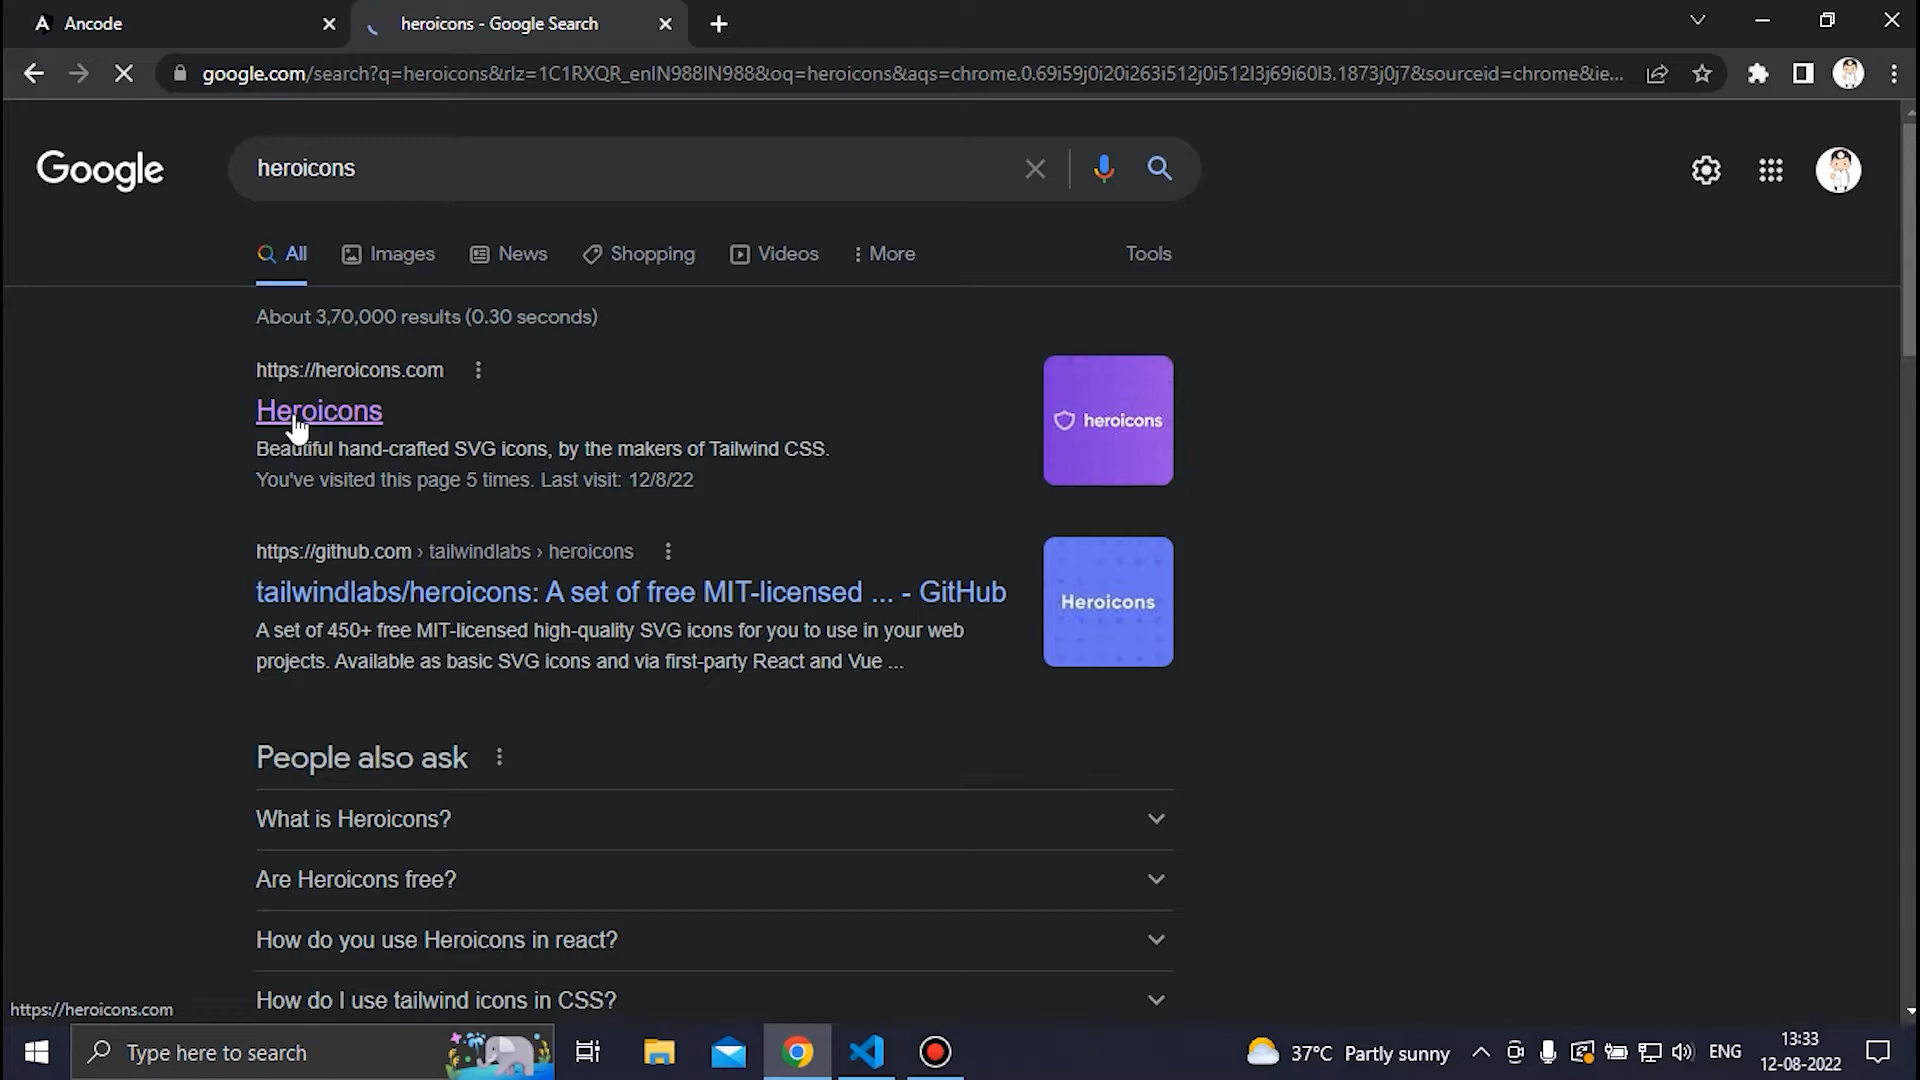 Ancode
heroicons - Google Search
google.com/search?q=heroicons&rlz=1C1RXQR_enIN988IN988&oq=heroicons&aqs=chrome.0.69i59j0i20i263i512j0i512l3j69i60l3.1873j0j7&sourceid=chrome&ie...
Google
heroicons
All
Images
News
Shopping
Videos
More
Tools
About 3,70,000 results (0.30 seconds)
https://heroicons.com
Heroicons
Beautiful hand-crafted SVG icons, by the makers of Tailwind CSS.
You've visited this page 5 times. Last visit: 12/8/22
heroicons
https://github.com › tailwindlabs › heroicons
tailwindlabs/heroicons: A set of free MIT-licensed ... - GitHub
A set of 450+ free MIT-licensed high-quality SVG icons for you to use in your web
projects. Available as basic SVG icons and via first-party React and Vue ...
Heroicons
People also ask
What is Heroicons?
Are Heroicons free?
How do you use Heroicons in react?
How do I use tailwind icons in CSS?
https://heroicons.com
Type here to search
37°C Partly sunny
ENG
13:33
12-08-2022